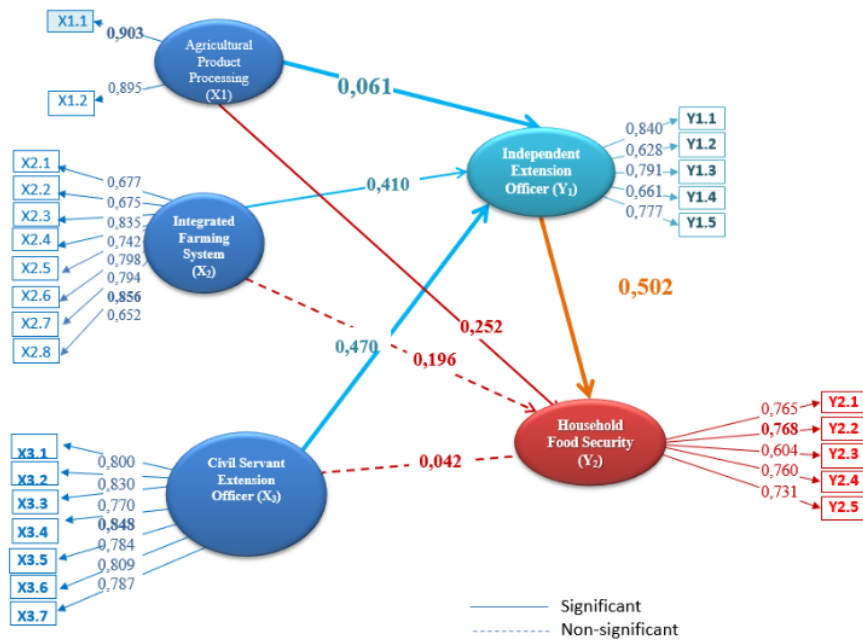 X1.1
0,903
Agricultural
Product
Processing
(X1)
0,895
X1.2
0,061
Y1.1
0,840
Y1.2
0,628
Independent
Extension
Officer (Y₁)
0,791
Y1.3
0,661
Y1.4
0,777
Y1.5
X2.1
0,677
X2.2
0,675
X2.3
0,835
X2.4
0,742
X2.5
0,798
X2.6
0,794
X2.7
0,856
X2.8
0,652
Integrated
Farming
System
(X₂)
0,410
0,502
0,252
0,470
0,196
X3.1
0,800
X3.2
0,830
X3.3
0,770
X3.4
0,848
X3.5
0,784
X3.6
0,809
X3.7
0,787
Civil Servant
Extension
Officer (X₃)
0,042
Household
Food Security
(Y₂)
0,765
Y2.1
0,768
Y2.2
0,604
Y2.3
0,760
Y2.4
0,731
Y2.5
Significant
Non-significant